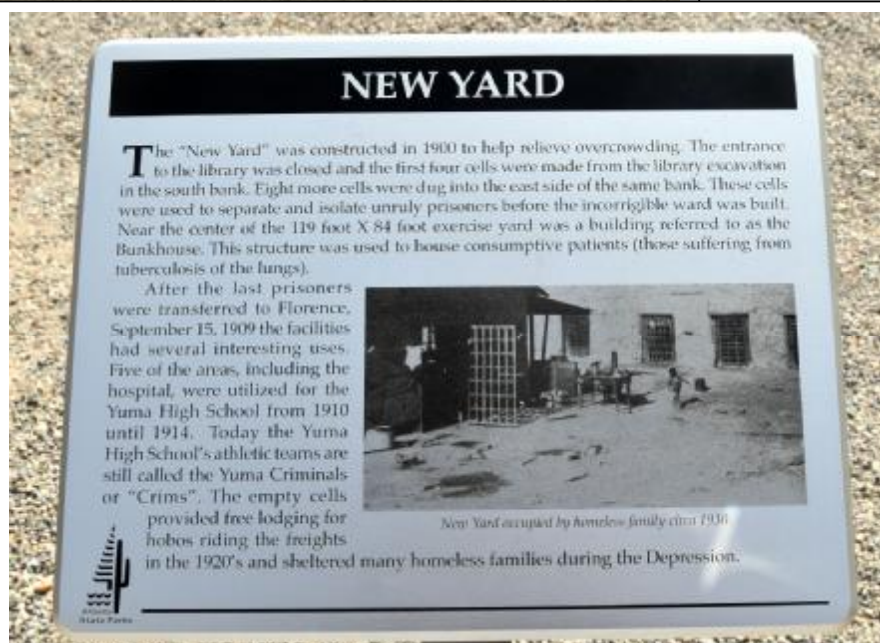 NEW YARD
The "New Yard" was constructed in 1900 to help relieve overcrowding. The entrance
to the library was closed and the first four cells were made from the library excavation
in the south bank. Eight more cells were dug into the east side of the same bank. These cells
were used to separate and isolate unruly prisoners before the incorrigible ward was built.
Near the center of the 119 foot X 84 foot exercise yard was a building referred to as the
Bunkhouse. This structure was used to house consumptive patients (those suffering from
tuberculosis of the lungs).
After the last prisoners
were transferred to Florence,
September 15, 1909 the facilities
had several interesting uses.
Five of the areas, including the
hospital, were utilized for the
Yuma High School from 1910
until 1914. Today the Yuma
High School's athletic teams are
still called the Yuma Criminals
or "Crims". The empty cells
provided free lodging for
hobos riding the freights
in the 1920's and sheltered many homeless families during the Depression.
New Yard occupied by homeless family circa 1930
Arizona
State Parks